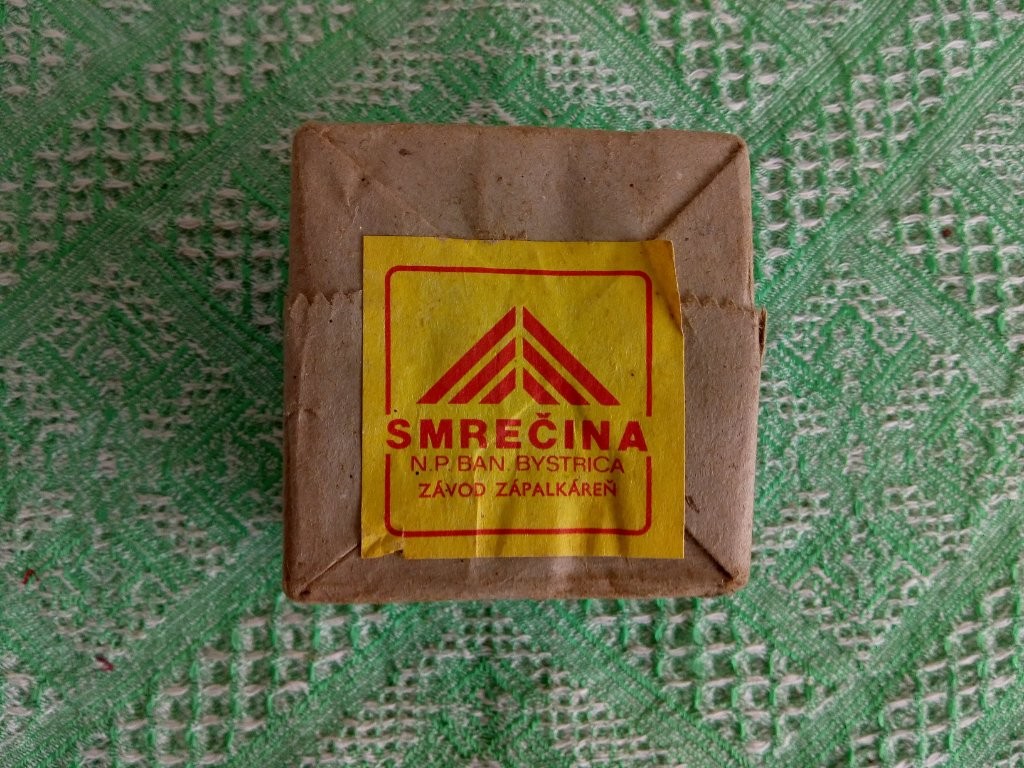 SMREČINA
N.P. BAN. BYSTRICA
ZÁVOD ZÁPALKÁREŇ